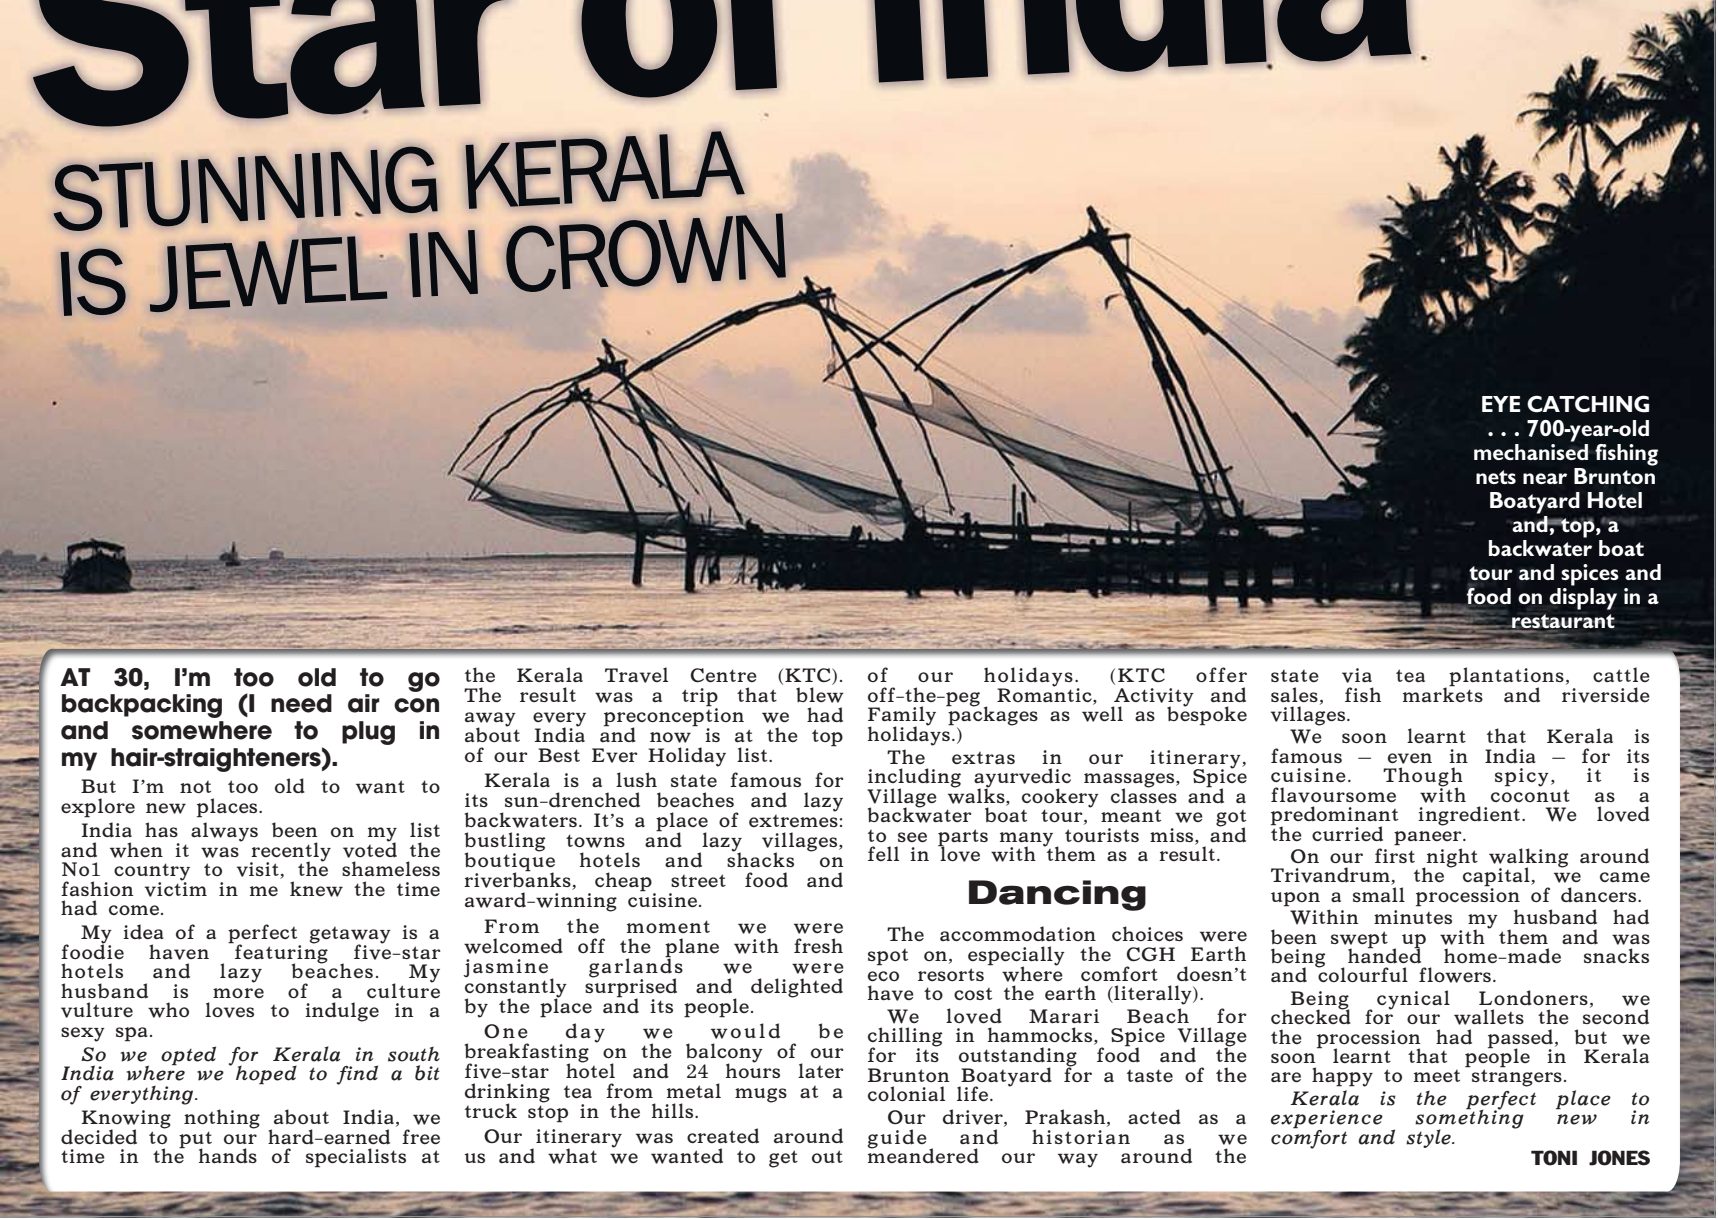 Star of India
STUNNING KERALA
IS JEWEL IN CROWN
EYE CATCHING
. . . 700-year-old
mechanised fishing
nets near Brunton
Boatyard Hotel
and, top, a
backwater boat
tour and spices and
food on display in a
restaurant
AT 30, I'm too old to go
backpacking (I need air con
and somewhere to plug in
my hair-straighteners).
But I'm not too old to want to
explore new places.
India has always been on my list
and when it was recently voted the
No1 country to visit, the shameless
fashion victim in me knew the time
had come.
My idea of a perfect getaway is a
foodie haven featuring five-star
hotels and lazy beaches. My
husband is more of a culture
vulture who loves to indulge in a
sexy spa.
So we opted for Kerala in south
India where we hoped to find a bit
of everything.
Knowing nothing about India, we
decided to put our hard-earned free
time in the hands of specialists at
the Kerala Travel Centre (KTC).
The result was a trip that blew
away every preconception we had
about India and now is at the top
of our Best Ever Holiday list.
Kerala is a lush state famous for
its sun-drenched beaches and lazy
backwaters. It's a place of extremes:
bustling towns and lazy villages,
boutique hotels and shacks on
riverbanks, cheap street food and
award-winning cuisine.
From the moment we were
welcomed off the plane with fresh
jasmine garlands we were
constantly surprised and delighted
by the place and its people.
One day we would be
breakfasting on the balcony of our
five-star hotel and 24 hours later
drinking tea from metal mugs at a
truck stop in the hills.
Our itinerary was created around
us and what we wanted to get out
of our holidays. (KTC offer
off-the-peg Romantic, Activity and
Family packages as well as bespoke
holidays.)
The extras in our itinerary,
including ayurvedic massages, Spice
Village walks, cookery classes and a
backwater boat tour, meant we got
to see parts many tourists miss, and
fell in love with them as a result.
Dancing
The accommodation choices were
spot on, especially the CGH Earth
eco resorts where comfort doesn't
have to cost the earth (literally).
We loved Marari Beach for
chilling in hammocks, Spice Village
for its outstanding food and the
Brunton Boatyard for a taste of the
colonial life.
Our driver, Prakash, acted as a
guide and historian as we
meandered our way around the
state via tea plantations, cattle
sales, fish markets and riverside
villages.
We soon learnt that Kerala is
famous – even in India – for its
cuisine. Though spicy, it is
flavoursome with coconut as a
predominant ingredient. We loved
the curried paneer.
On our first night walking around
Trivandrum, the capital, we came
upon a small procession of dancers.
Within minutes my husband had
been swept up with them and was
being handed home-made snacks
and colourful flowers.
Being cynical Londoners, we
checked for our wallets the second
the procession had passed, but we
soon learnt that people in Kerala
are happy to meet strangers.
Kerala is the perfect place to
experience something new in
comfort and style.
TONI JONES